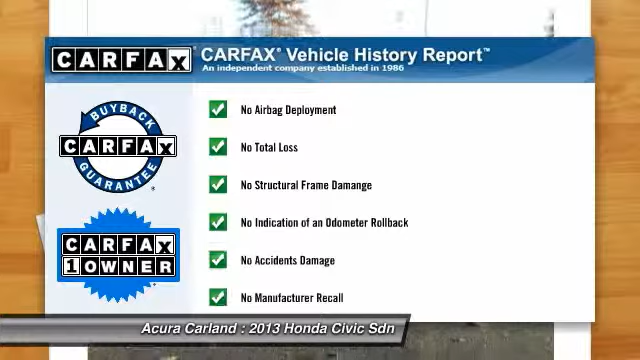 CARFAX
CARFAX® Vehicle History Report™
An independent company established in 1986
BUYBACK
CARFAX
GUARANTEE
CARFAX
1 OWNER
No Airbag Deployment
No Total Loss
No Structural Frame Damange
No Indication of an Odometer Rollback
No Accidents Damage
No Manufacturer Recall
Acura Carland : 2013 Honda Civic Sdn